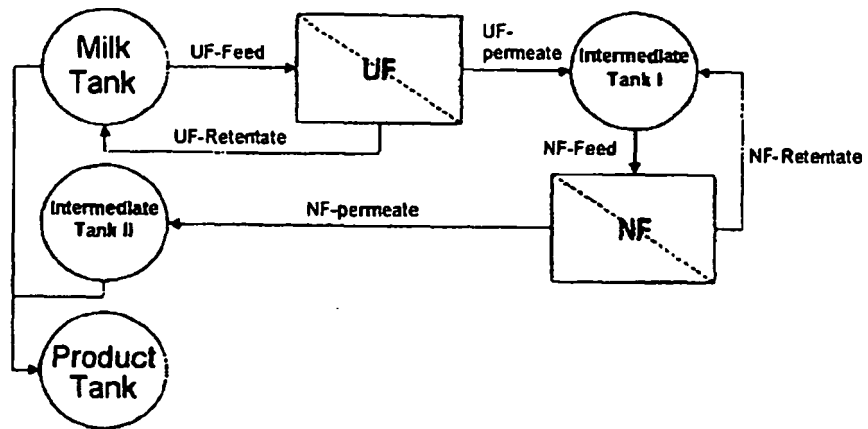 Milk
Tank
UF-Feed
UF
UF-
permeate
Intermediate
Tank I
UF-Retentate
NF-Feed
NF-Retentate
Intermediate
Tank II
NF-permeate
NF
Product
Tank